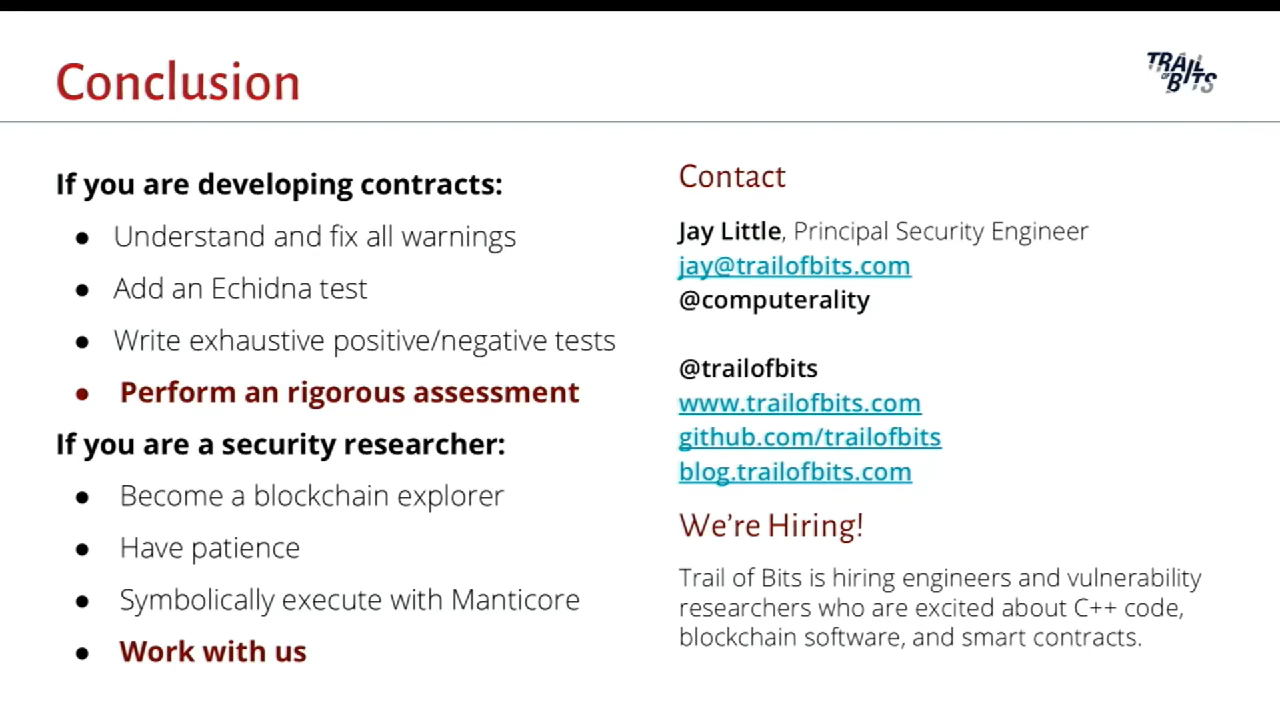 Conclusion
TRAIL
OF
BITS
If you are developing contracts:
● Understand and fix all warnings
● Add an Echidna test
● Write exhaustive positive/negative tests
● Perform an rigorous assessment
If you are a security researcher:
● Become a blockchain explorer
● Have patience
● Symbolically execute with Manticore
● Work with us
Contact
Jay Little, Principal Security Engineer
jay@trailofbits.com
@computerality
@trailofbits
www.trailofbits.com
github.com/trailofbits
blog.trailofbits.com
We're Hiring!
Trail of Bits is hiring engineers and vulnerability
researchers who are excited about C++ code,
blockchain software, and smart contracts.